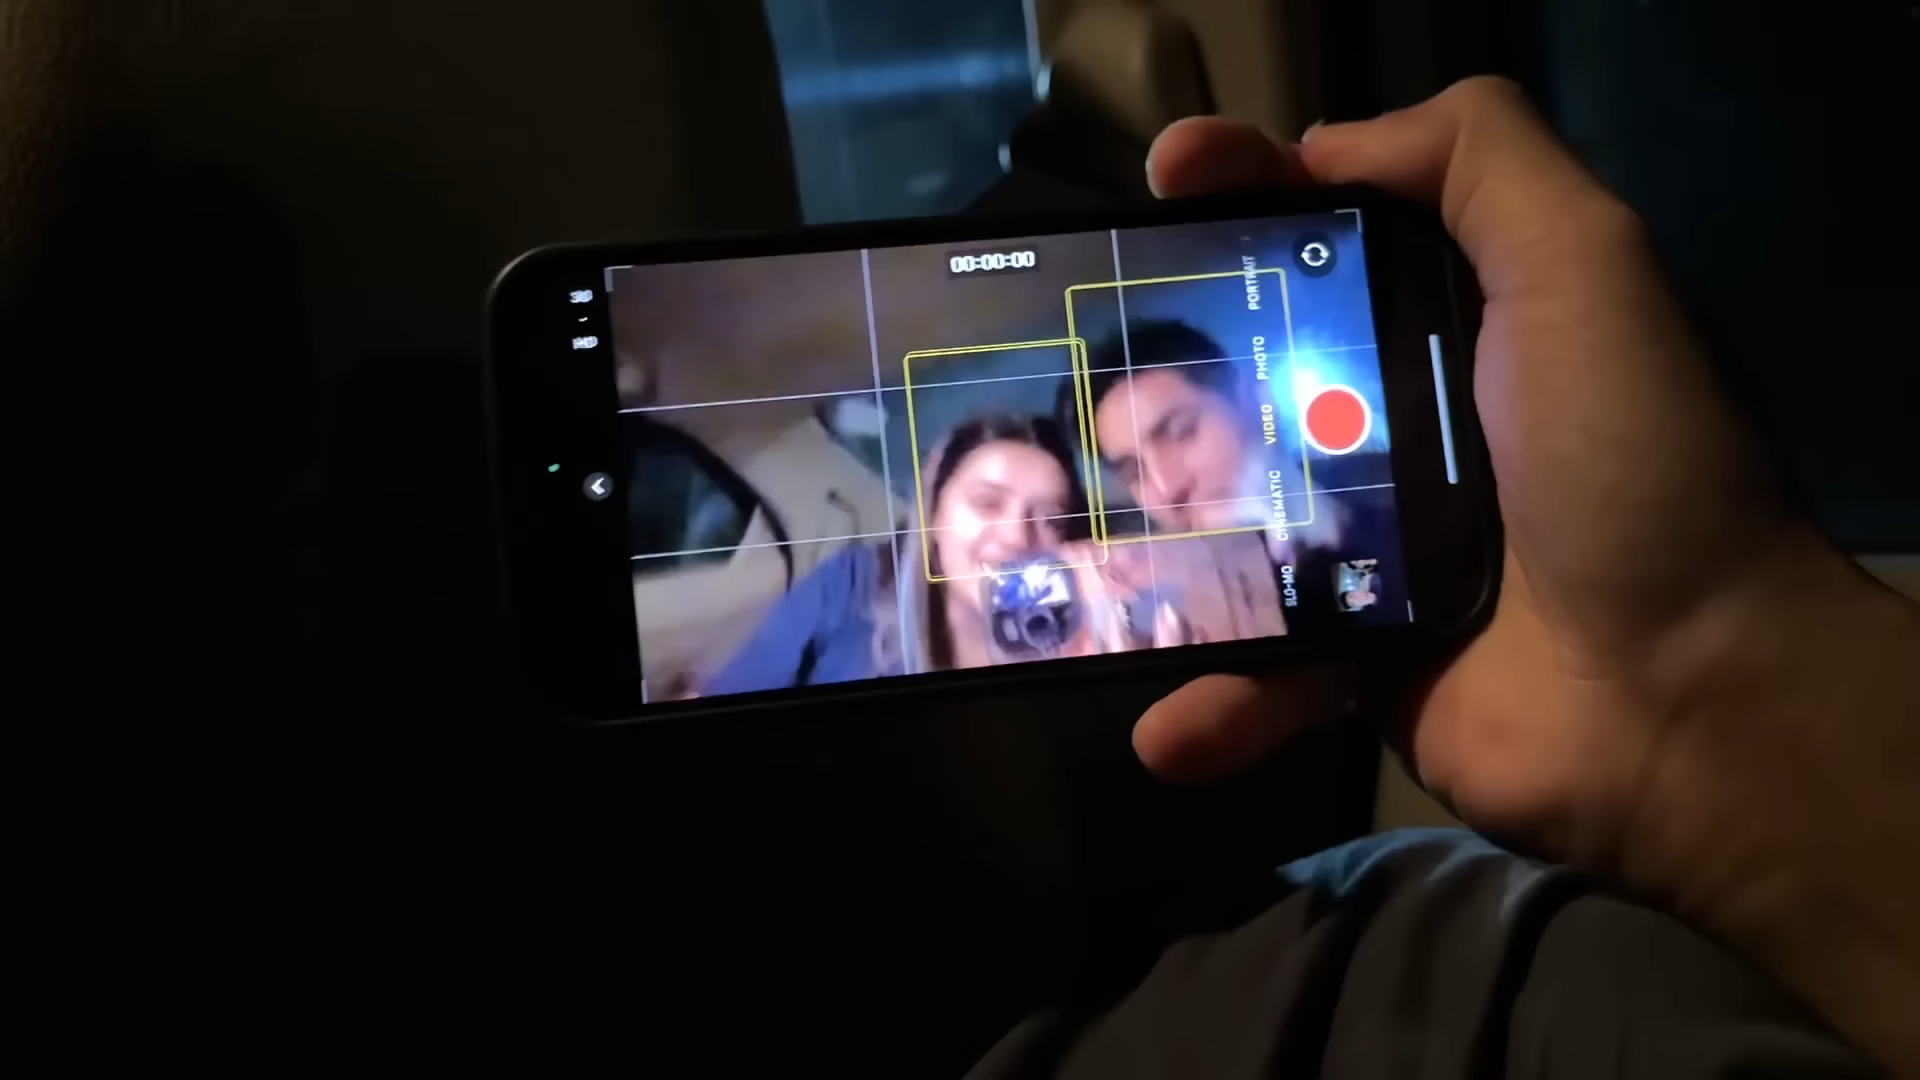 30
HD
00:00:00
PORTRAIT
PHOTO
VIDEO
CINEMATIC
SLO-MO